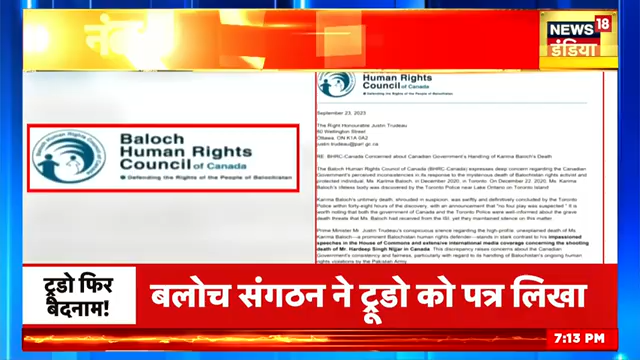 NEWS 18
इंडिया
Baloch
Human Rights
Council of Canada
Defending the Rights of the People of Balochistan
Human Rights
Council of Canada
Defending the Rights of the People of Balochistan
September 23, 2023
The Right Honourable Justin Trudeau
80 Wellington Street
Ottawa, ON K1A 0A2
justin.trudeau@parl.gc.ca
RE: BHRC-Canada Concerned about Canadian Government's Handling of Karima Baloch's Death
The Baloch Human Rights Council of Canada (BHRC-Canada) expresses deep concern regarding the Canadian
Government's perceived inconsistencies in its response to the mysterious death of Balochistan rights activist and
protected individual, Ms. Karima Baloch, in December 2020, in Toronto. On December 22, 2020, Ms. Karima
Baloch's lifeless body was discovered by the Toronto Police near Lake Ontario on Toronto Island
Karima Baloch's untimely death, shrouded in suspicion, was swiftly and definitively concluded by the Toronto
Police within forty-eight hours of the discovery, with an announcement that "no foul play was suspected" It is
worth noting that both the government of Canada and the Toronto Police were well-informed about the grave
death threats that Ms. Baloch had received from the ISI, yet they maintained silence on this matter
Prime Minister Mr. Justin Trudeau's conspicuous silence regarding the high-profile unexplained death of Ms.
Karima Baloch—a prominent Balochistan human rights defender—stands in stark contrast to his impassioned
speeches in the House of Commons and extensive international media coverage concerning the shooting
death of Mr. Hardeep Singh Nijjar in Canada. This discrepancy raises concerns about the Canadian
Government's consistency and fairness, particularly with regard to its handling of Balochistan's ongoing human
rights violations by the Pakistan Army
ट्रूडो फिर
बदनाम!
बलोच संगठन ने ट्रूडो को पत्र लिखा
7:13 PM